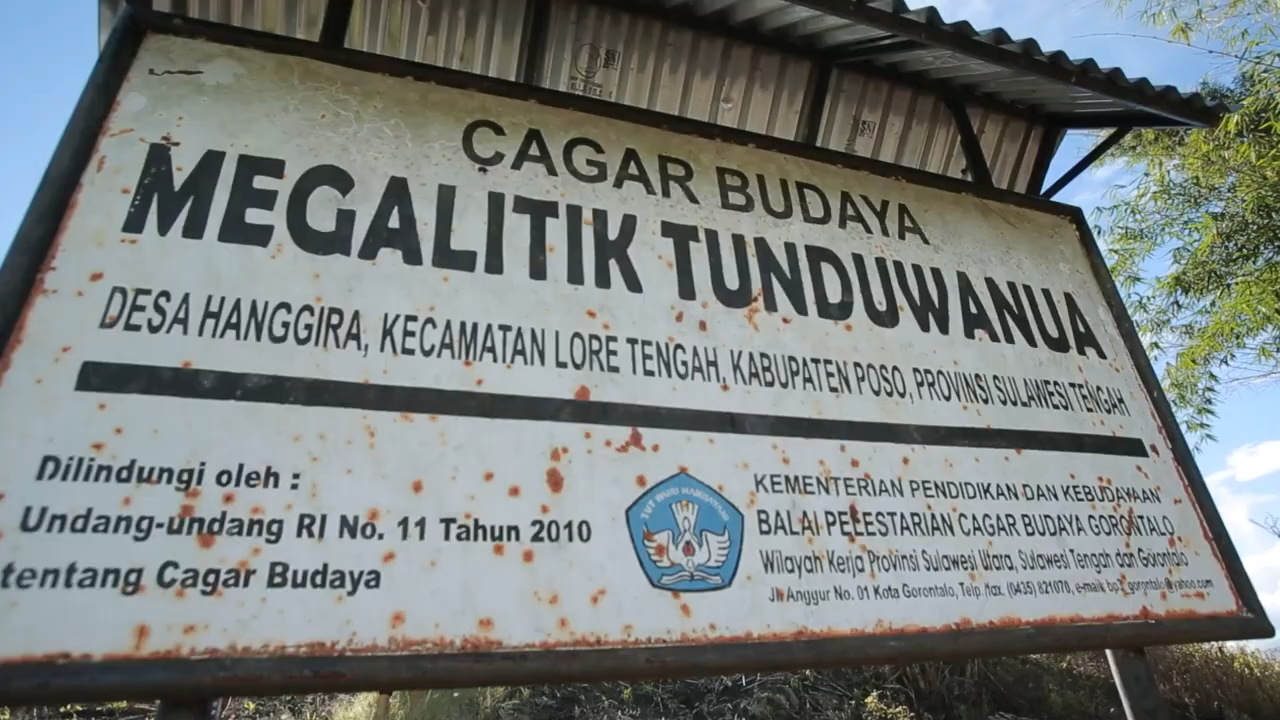 CAGAR BUDAYA
MEGALITIK TUNDUWANUA
DESA HANGGIRA, KECAMATAN LORE TENGAH, KABUPATEN POSO, PROVINSI SULAWESI TENGAH
Dilindungi oleh :
Undang-undang RI No. 11 Tahun 2010
tentang Cagar Budaya
TUT WURI HANDAYANI
KEMENTERIAN PENDIDIKAN DAN KEBUDAYAAN
BALAI PELESTARIAN CAGAR BUDAYA GORONTALO
Wilayah Kerja Provinsi Sulawesi Utara, Sulawesi Tengah dan Gorontalo
Jl. Anggur No. 01 Kota Gorontalo, Telp. /fax. (0435) 821070, e-mail: bp3_gorontalo@yahoo.com